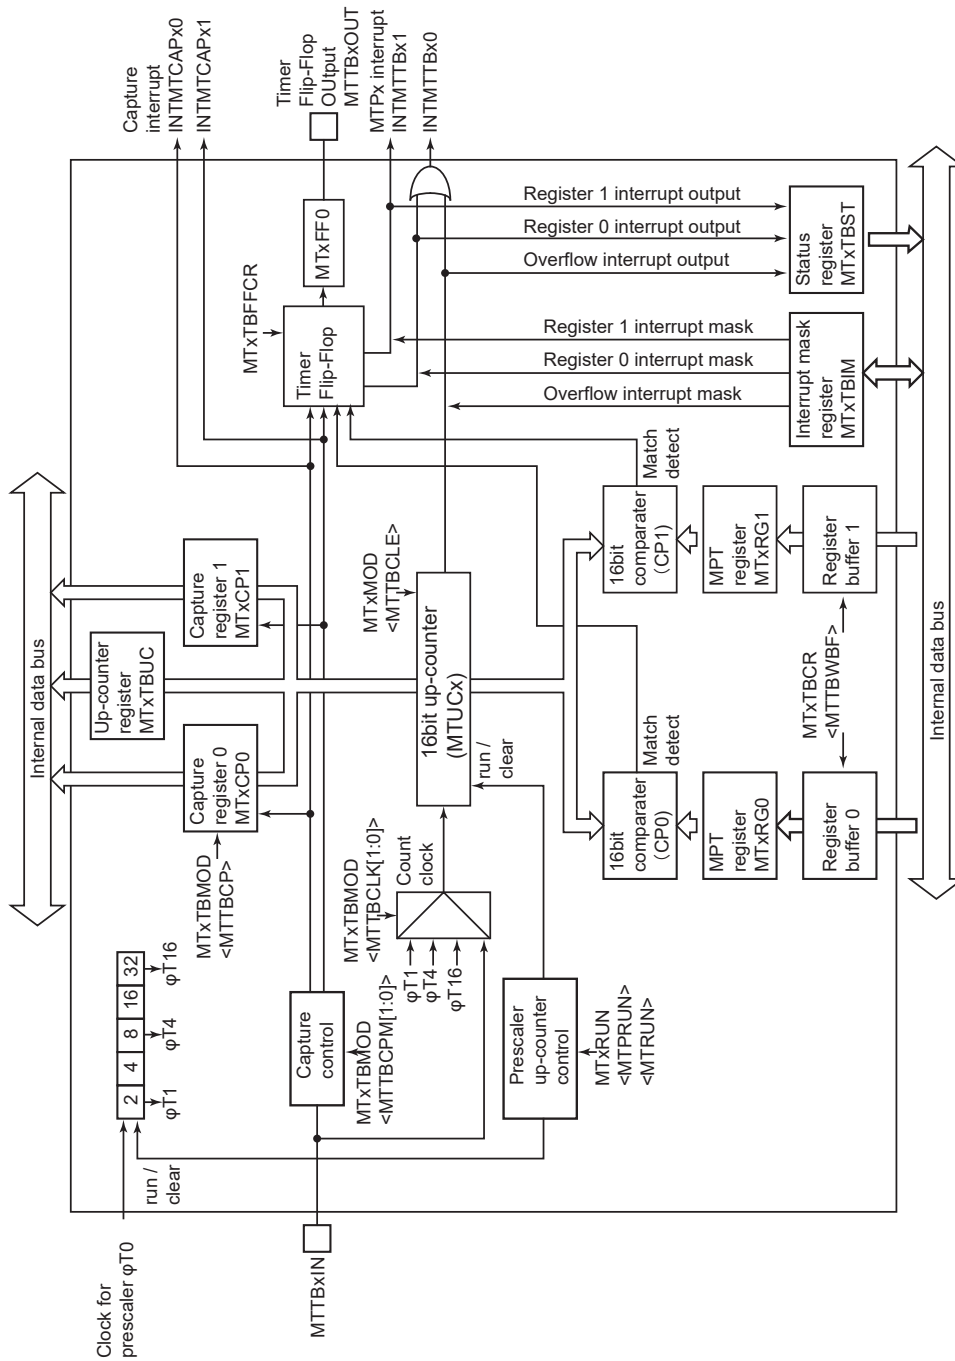 Clock for
prescaler φT0
run /
clear
2
4
8
16
32
φT1
φT4
φT16
Internal data bus
MTxTBMOD
<MTTBCP>
Capture
register 0
MTxCP0
Up-counter
register
MTxTBUC
Capture
register 1
MTxCP1
Capture
interrupt
INTMTCAPx0
INTMTCAPx1
MTTBxIN
Capture
control
MTxTBMOD
<MTTBCPM[1:0]>
MTxTBMOD
<MTTBCLK[1:0]>
Count
clock
φT1
φT4
φT16
16bit up-counter
(MTUCx)
run /
clear
MTxMOD
<MTTBCLE>
MTxTBFFCR
Timer
Flip-Flop
MTxFF0
Timer
Flip-Flop
OUtput
MTTBxOUT
MTPx interrupt
INTMTTBx1
INTMTTBx0
Prescaler
up-counter
control
MTxRUN
<MTPRUN>
<MTRUN>
Register 1 interrupt output
Register 0 interrupt output
Overflow interrupt output
Register 1 interrupt mask
Register 0 interrupt mask
Overflow interrupt mask
Match
detect
16bit
comparater
(CP0)
MPT
register
MTxRG0
Register
buffer 0
MTxTBCR
<MTTBWBF>
Match
detect
16bit
comparater
(CP1)
MPT
register
MTxRG1
Register
buffer 1
Interrupt mask
register
MTxTBIM
Status
register
MTxTBST
Internal data bus